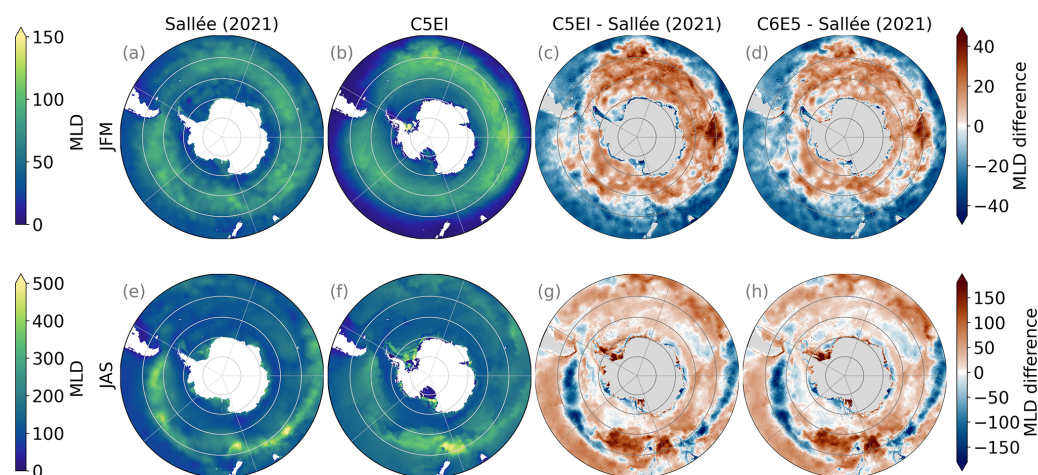 Sallée (2021) C5EI C5EI - Sallée (2021) C6E5 - Sallée (2021)
(a) (b) (c) (d)
150
100
50
0
MLD
JFM
40
20
0
−20
−40
MLD difference
(e) (f) (g) (h)
500
400
300
200
100
0
MLD
JAS
150
100
50
0
−50
−100
−150
MLD difference